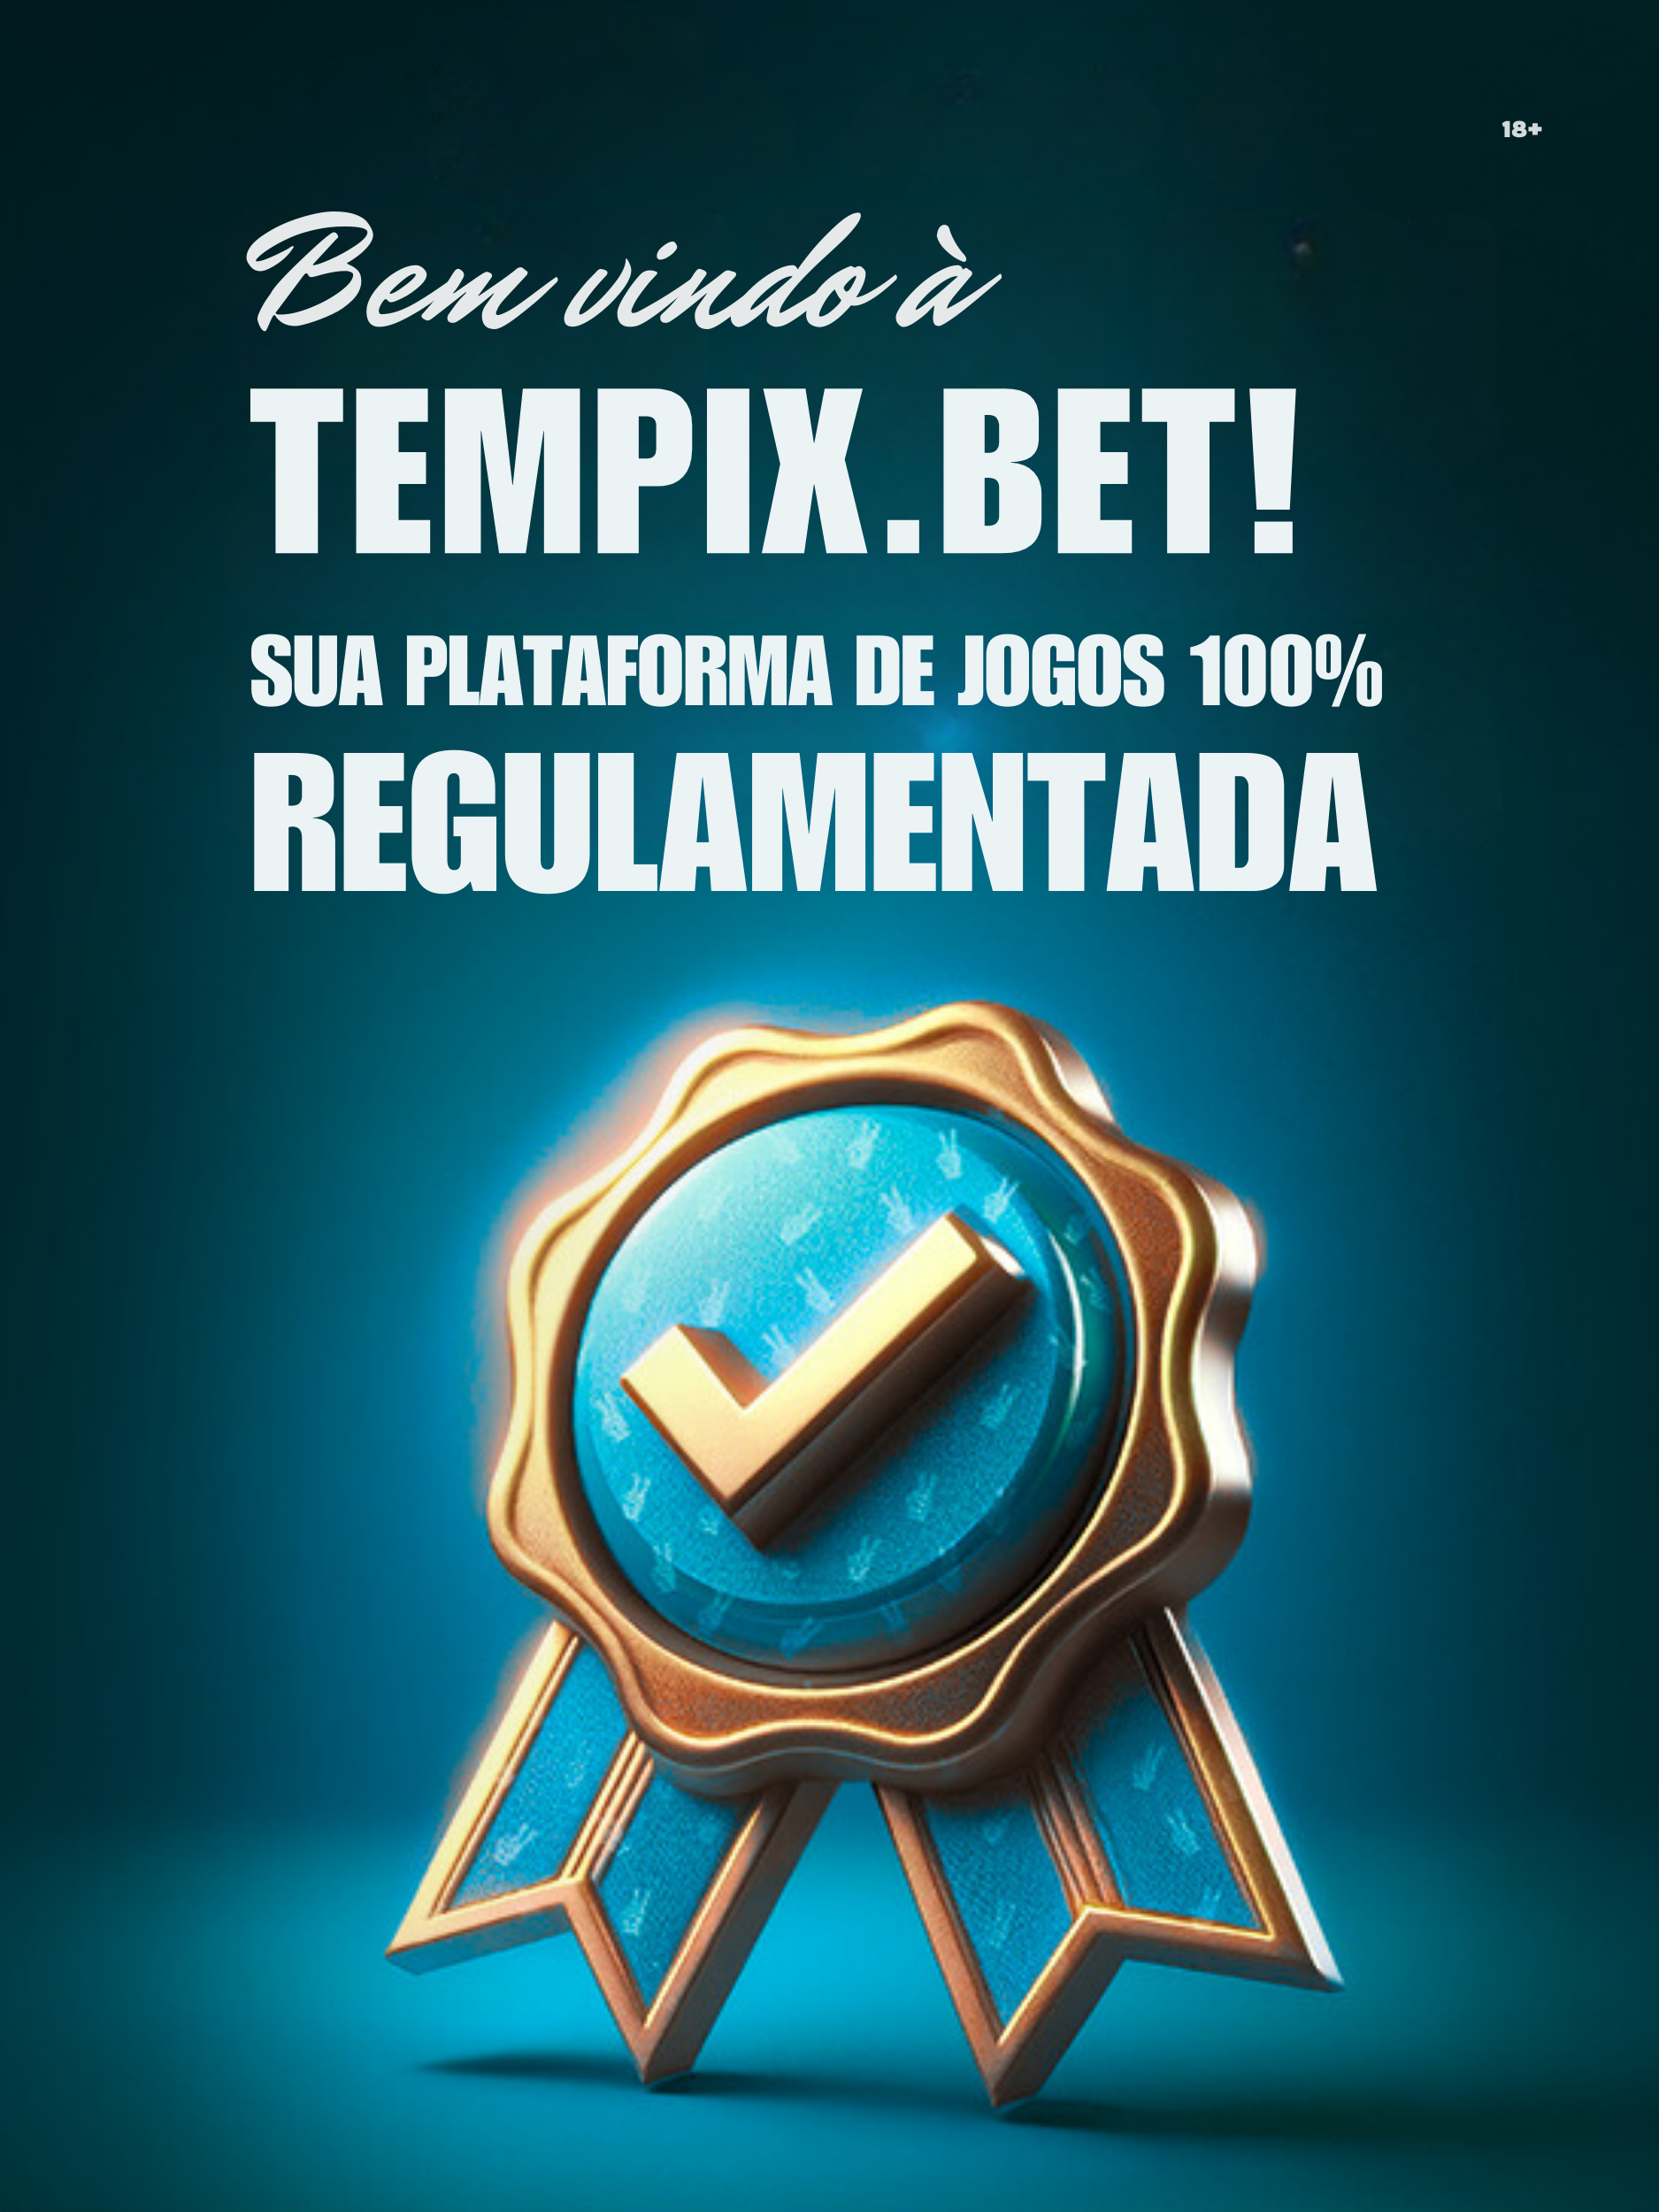 18+
Bem vindo à
TEMPIX.BET!
SUA PLATAFORMA DE JOGOS 100%
REGULAMENTADA